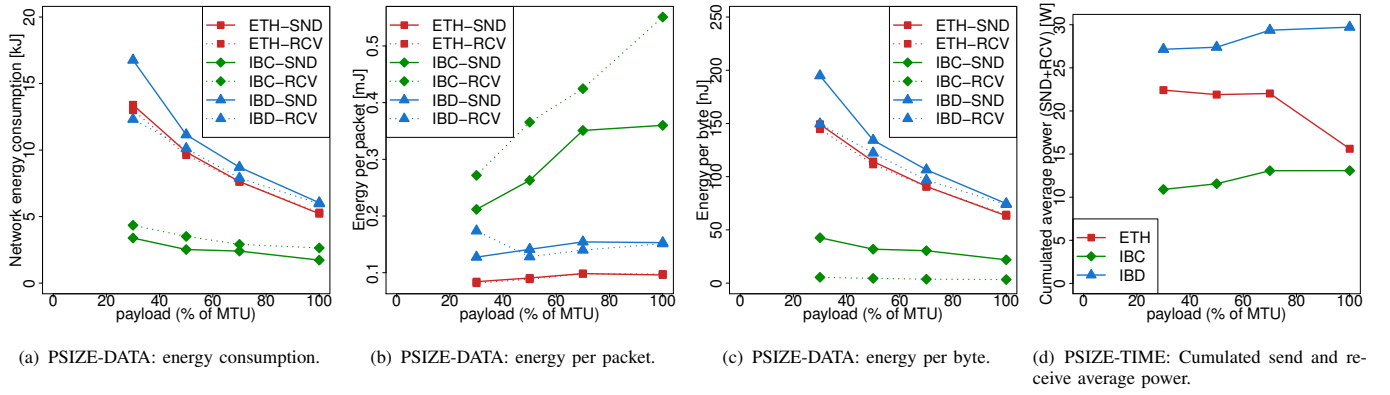 Network energy consumption [kJ]
0
5
10
15
20
0 20 40 60 80 100
payload (% of MTU)
ETH−SND
ETH−RCV
IBC−SND
IBC−RCV
IBD−SND
IBD−RCV
(a) PSIZE-DATA: energy consumption.
Energy per packet [mJ]
0.1
0.2
0.3
0.4
0.5
0 20 40 60 80 100
payload (% of MTU)
ETH−SND
ETH−RCV
IBC−SND
IBC−RCV
IBD−SND
IBD−RCV
(b) PSIZE-DATA: energy per packet.
Energy per byte [nJ]
0
50
100
150
200
250
0 20 40 60 80 100
payload (% of MTU)
ETH−SND
ETH−RCV
IBC−SND
IBC−RCV
IBD−SND
IBD−RCV
(c) PSIZE-DATA: energy per byte.
Cumulated average power (SND+RCV) [W]
0
5
10
15
20
25
30
0 20 40 60 80 100
payload (% of MTU)
ETH
IBC
IBD
(d) PSIZE-TIME: Cumulated send and re-
ceive average power.